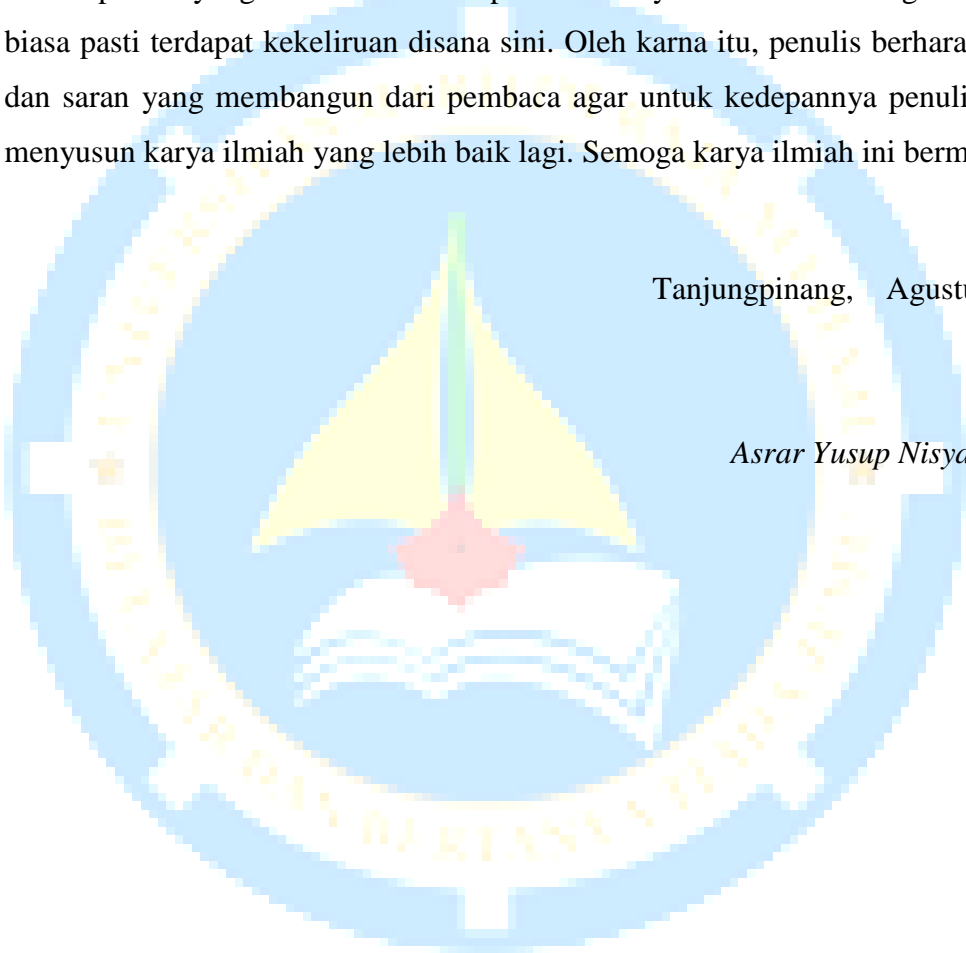 biasa pasti terdapat kekeliruan disana sini. Oleh karna itu, penulis berhara
dan saran yang membangun dari pembaca agar untuk kedepannya penuli
menyusun karya ilmiah yang lebih baik lagi. Semoga karya ilmiah ini berm
Tanjungpinang, Agustu
Asrar Yusup Nisya